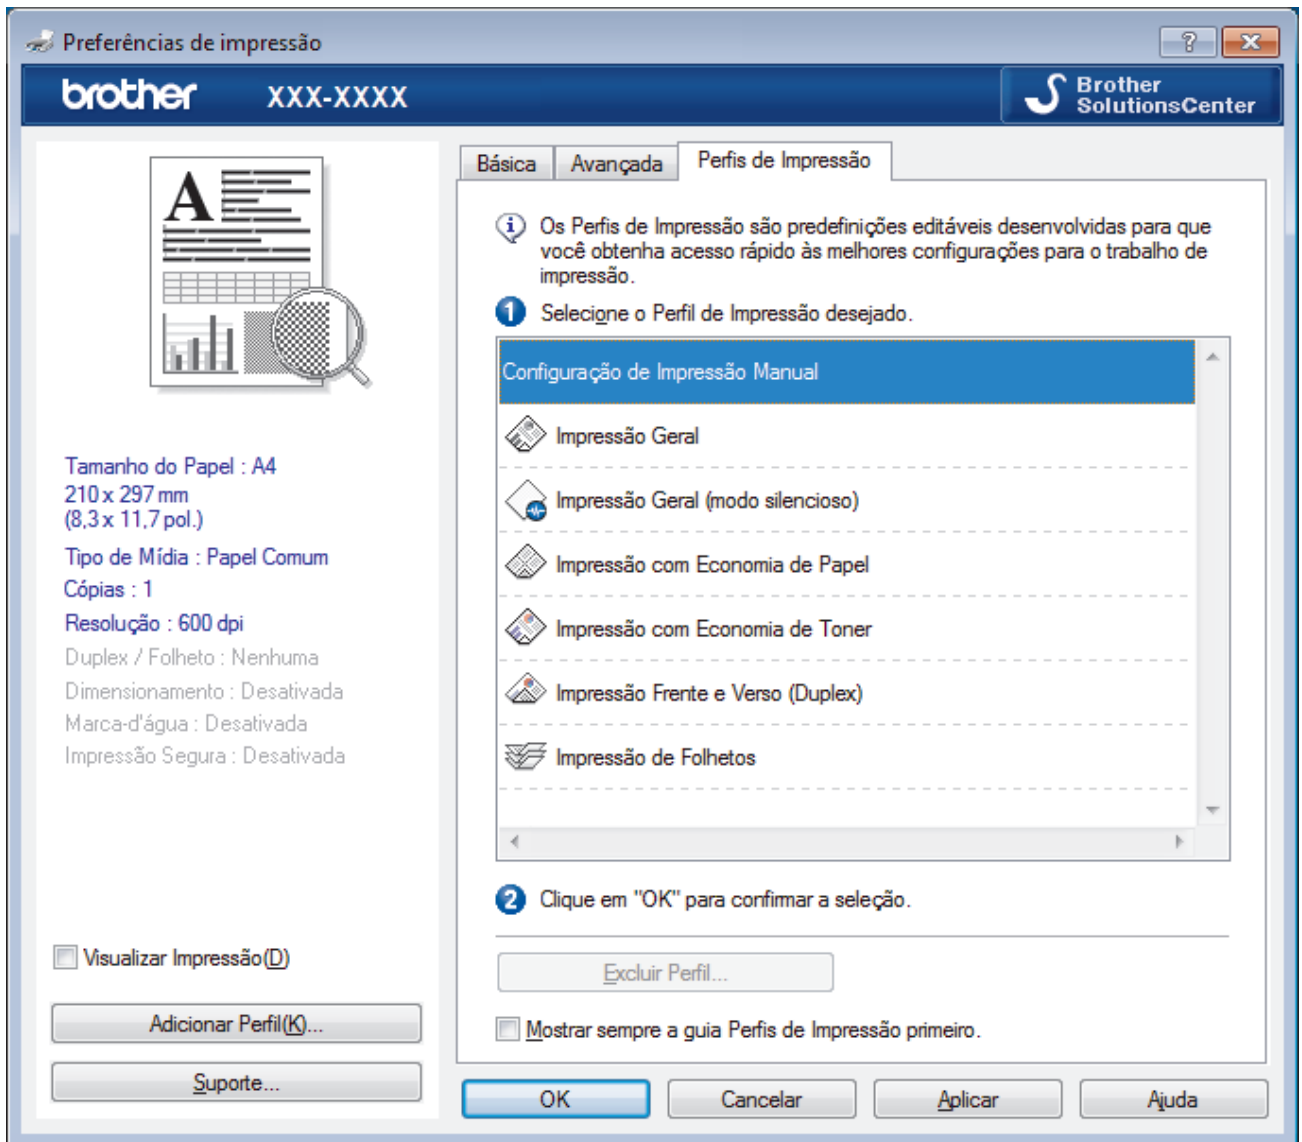 Preferências de impressão
brother XXX-XXXX
Brother
SolutionsCenter
A
Tamanho do Papel : A4
210 x 297 mm
(8,3 x 11,7 pol.)
Tipo de Mídia : Papel Comum
Cópias : 1
Resolução : 600 dpi
Duplex / Folheto : Nenhuma
Dimensionamento : Desativada
Marca-d'água : Desativada
Impressão Segura : Desativada
Visualizar Impressão(D)
Adicionar Perfil(K)...
Suporte...
Básica Avançada Perfis de Impressão
Os Perfis de Impressão são predefinições editáveis desenvolvidas para que
você obtenha acesso rápido às melhores configurações para o trabalho de
impressão.
1 Selecione o Perfil de Impressão desejado.
Configuração de Impressão Manual
Impressão Geral
Impressão Geral (modo silencioso)
Impressão com Economia de Papel
Impressão com Economia de Toner
Impressão Frente e Verso (Duplex)
Impressão de Folhetos
2 Clique em "OK" para confirmar a seleção.
Excluir Perfil...
Mostrar sempre a guia Perfis de Impressão primeiro.
OK Cancelar Aplicar Ajuda